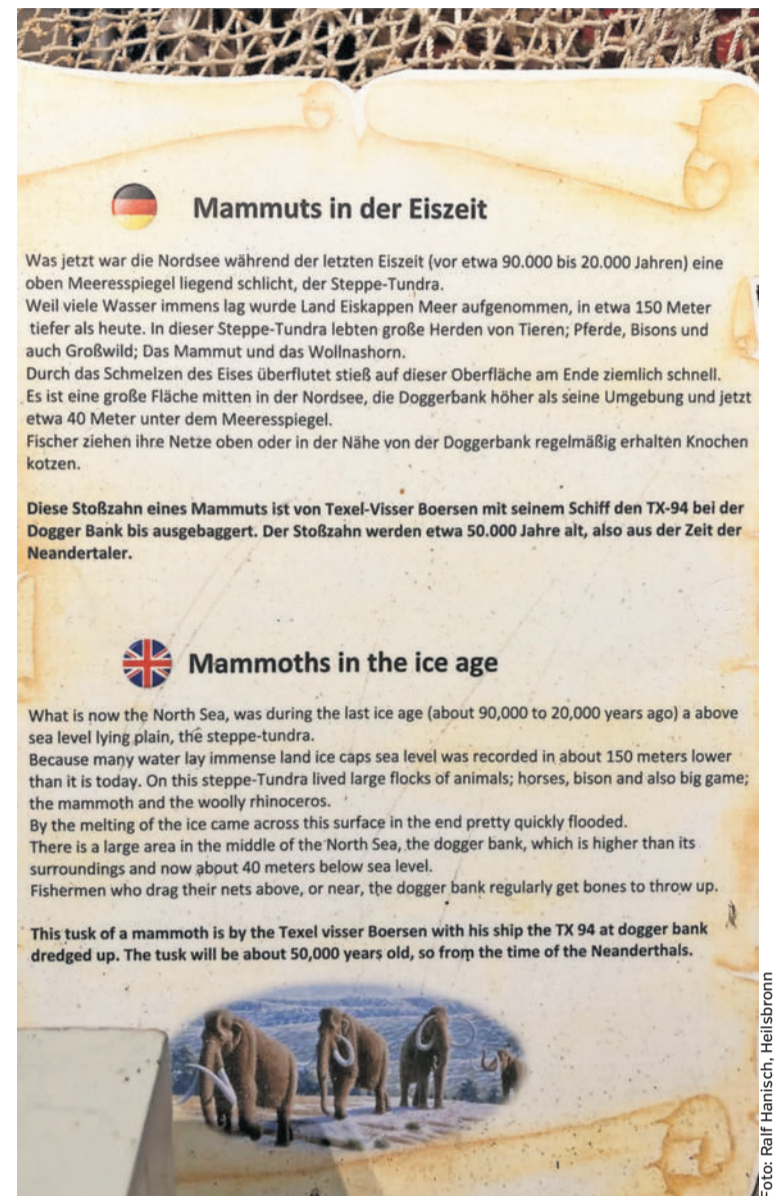 Mammuts in der Eiszeit
Was jetzt war die Nordsee während der letzten Eiszeit (vor etwa 90.000 bis 20.000 Jahren) eine
oben Meeresspiegel liegend schlicht, der Steppe-Tundra.
Weil viele Wasser immens lag wurde Land Eiskappen Meer aufgenommen, in etwa 150 Meter
tiefer als heute. In dieser Steppe-Tundra lebten große Herden von Tieren; Pferde, Bisons und
auch Großwild; Das Mammut und das Wollnashorn.
Durch das Schmelzen des Eises überflutet stieß auf dieser Oberfläche am Ende ziemlich schnell.
Es ist eine große Fläche mitten in der Nordsee, die Doggerbank höher als seine Umgebung und jetzt
etwa 40 Meter unter dem Meeresspiegel.
Fischer ziehen ihre Netze oben oder in der Nähe von der Doggerbank regelmäßig erhalten Knochen
kotzen.
Diese Stoßzahn eines Mammuts ist von Texel-Visser Boersen mit seinem Schiff den TX-94 bei der
Dogger Bank bis ausgebaggert. Der Stoßzahn werden etwa 50.000 Jahre alt, also aus der Zeit der
Neandertaler.
Mammoths in the ice age
What is now the North Sea, was during the last ice age (about 90,000 to 20,000 years ago) a above
sea level lying plain, the steppe-tundra.
Because many water lay immense land ice caps sea level was recorded in about 150 meters lower
than it is today. On this steppe-Tundra lived large flocks of animals; horses, bison and also big game;
the mammoth and the woolly rhinoceros.
By the melting of the ice came across this surface in the end pretty quickly flooded.
There is a large area in the middle of the North Sea, the dogger bank, which is higher than its
surroundings and now about 40 meters below sea level.
Fishermen who drag their nets above, or near, the dogger bank regularly get bones to throw up.
This tusk of a mammoth is by the Texel visser Boersen with his ship the TX 94 at dogger bank
dredged up. The tusk will be about 50,000 years old, so from the time of the Neanderthals.
Foto: Ralf Hanisch, Heilsbronn